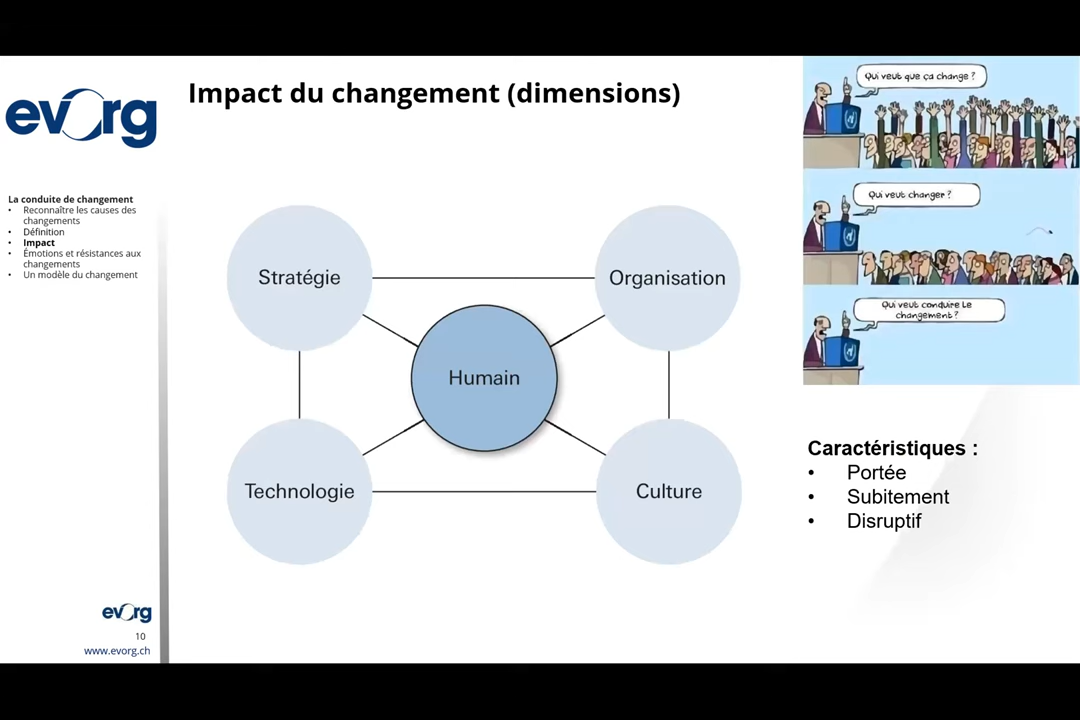 evorg
Impact du changement (dimensions)
La conduite de changement
• Reconnaître les causes des
changements
• Définition
• Impact
• Émotions et résistances aux
changements
• Un modèle du changement
Stratégie
Organisation
Humain
Technologie
Culture
Qui veut que ça change ?
Qui veut changer ?
Qui veut conduire le
changement ?
Caractéristiques :
• Portée
• Subitement
• Disruptif
evorg
10
www.evorg.ch